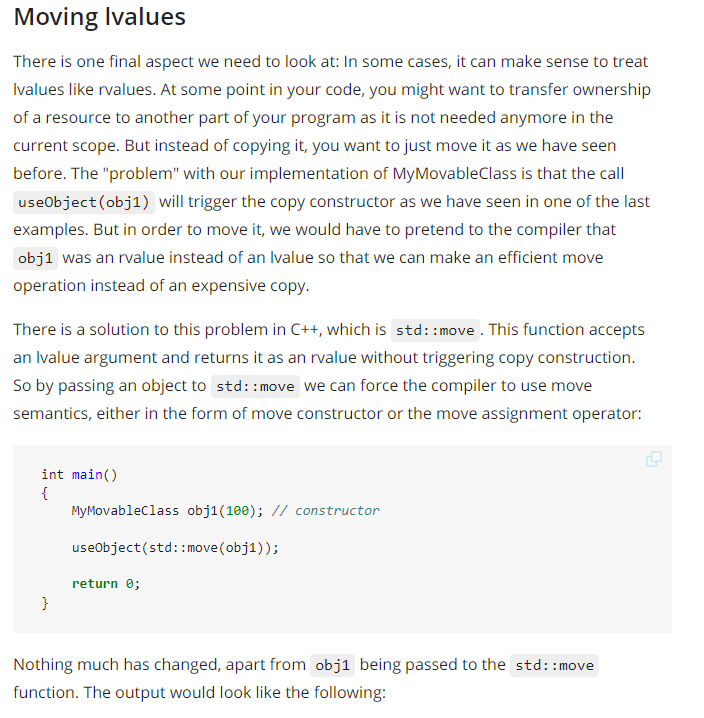 Moving lvalues
There is one final aspect we need to look at: In some cases, it can make sense to treat
lvalues like rvalues. At some point in your code, you might want to transfer ownership
of a resource to another part of your program as it is not needed anymore in the
current scope. But instead of copying it, you want to just move it as we have seen
before. The "problem" with our implementation of MyMovableClass is that the call
useObject(obj1) will trigger the copy constructor as we have seen in one of the last
examples. But in order to move it, we would have to pretend to the compiler that
obj1 was an rvalue instead of an lvalue so that we can make an efficient move
operation instead of an expensive copy.
There is a solution to this problem in C++, which is std::move. This function accepts
an lvalue argument and returns it as an rvalue without triggering copy construction.
So by passing an object to std::move we can force the compiler to use move
semantics, either in the form of move constructor or the move assignment operator:
int main()
{
    MyMovableClass obj1(100); // constructor
    useObject(std::move(obj1));
    return 0;
}
Nothing much has changed, apart from obj1 being passed to the std::move
function. The output would look like the following: